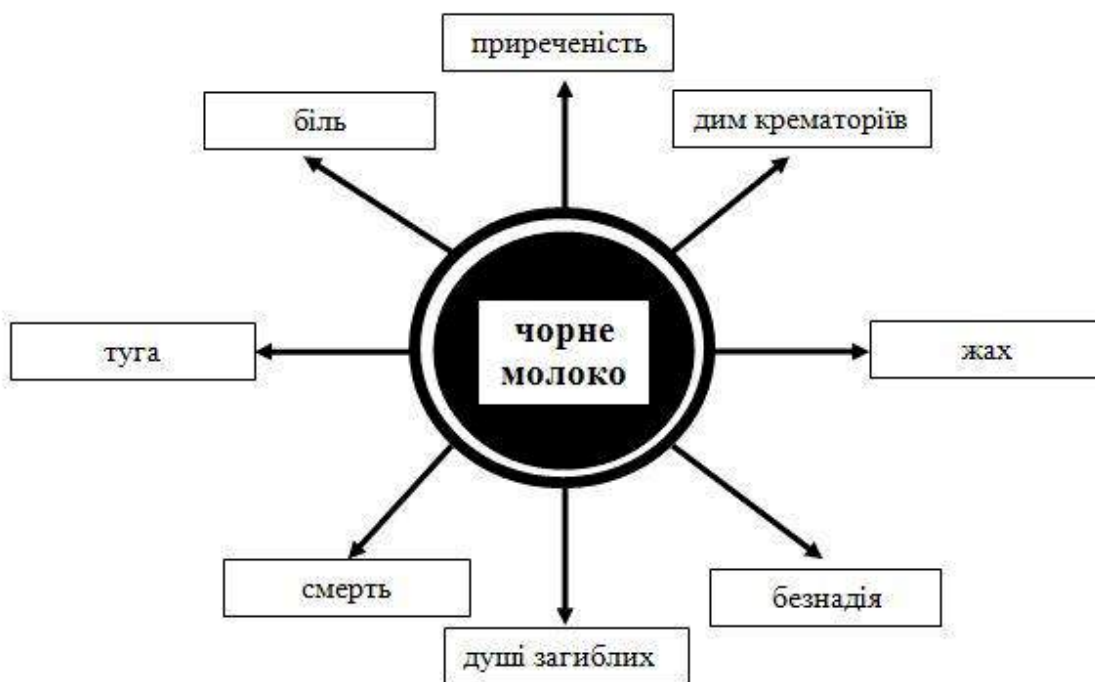 приреченість
біль
дим крематоріїв
чорне
молоко
туга
жах
смерть
безнадія
душі загиблих